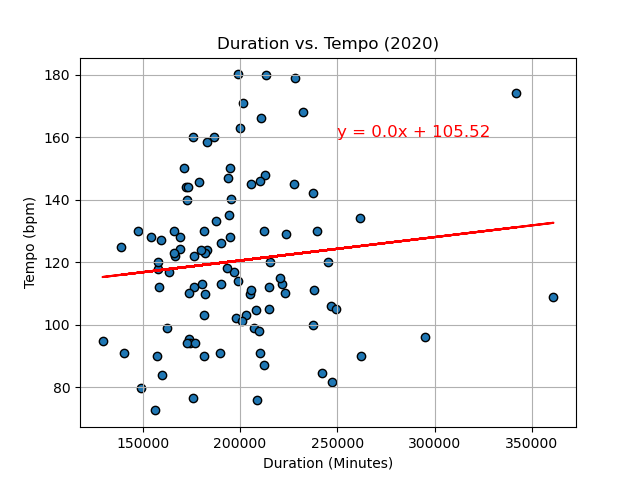 Duration vs. Tempo (2020)
180
160
140
120
100
80
Tempo (bpm)
y = 0.0x + 105.52
150000 200000 250000 300000 350000
Duration (Minutes)